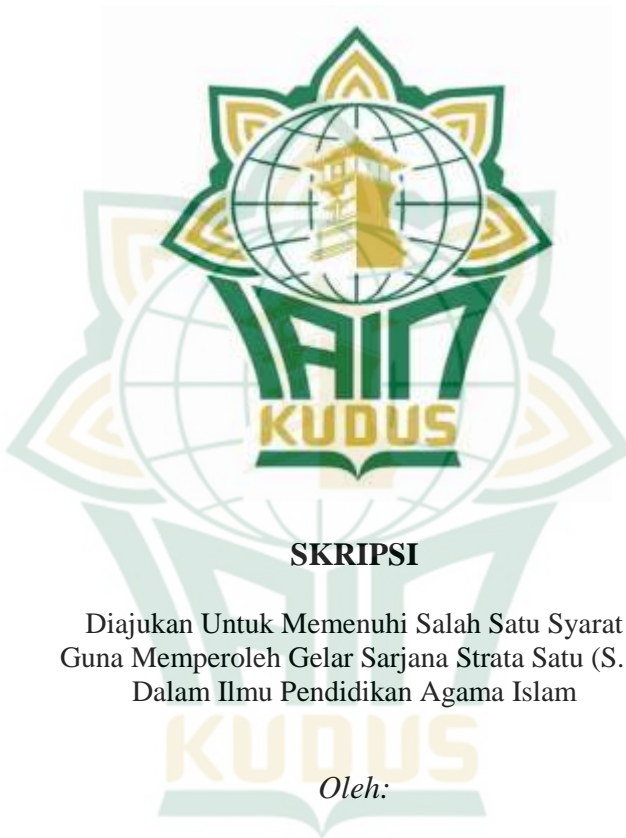 IAIN
KUDUS
SKRIPSI
Diajukan Untuk Memenuhi Salah Satu Syarat
Guna Memperoleh Gelar Sarjana Strata Satu (S.
Dalam Ilmu Pendidikan Agama Islam
KUDUS
Oleh: